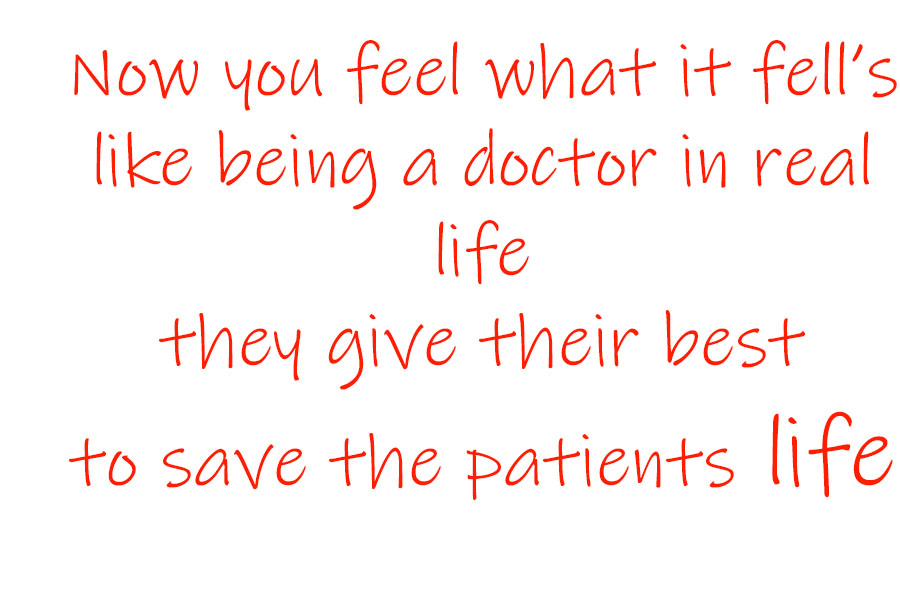 Now you feel what it fell's
like being a doctor in real
life
they give their best
to save the patients life